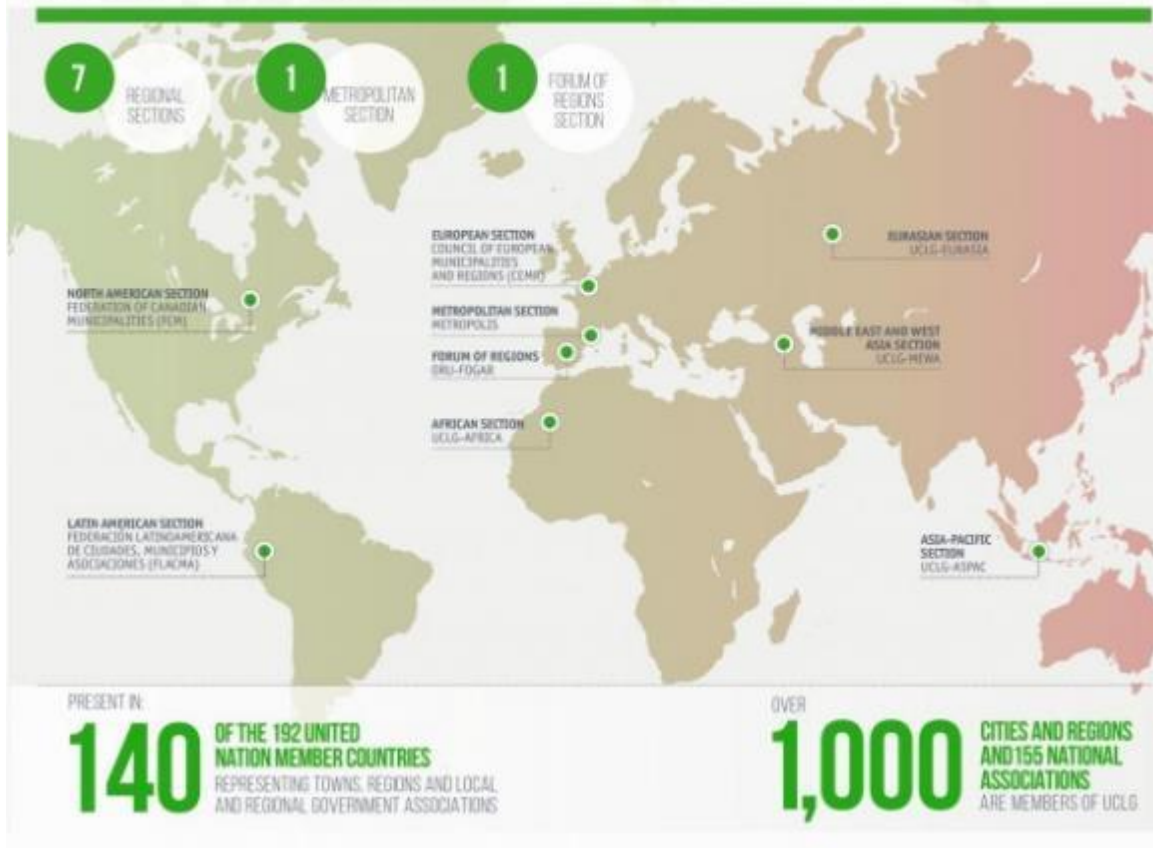 7
REGIONAL
SECTIONS
1
METROPOLITAN
SECTION
1
FORUM OF
REGIONS
SECTION
EUROPEAN SECTION
COUNCIL OF EUROPEAN
MUNICIPALITIES
AND REGIONS (CEMR)
EURASIAN SECTION
UCLG-EURASIA
NORTH AMERICAN SECTION
FEDERATION OF CANADIAN
MUNICIPALITIES (FCM)
METROPOLITAN SECTION
METROPOLIS
MIDDLE EAST AND WEST
ASIA SECTION
UCLG-MEWA
FORUM OF REGIONS
ORU-FOGAR
AFRICAN SECTION
UCLG-AFRICA
LATIN AMERICAN SECTION
FEDERACIÓN LATINOAMERICANA
DE CIUDADES, MUNICIPIOS Y
ASOCIACIONES (FLACMA)
ASIA-PACIFIC
SECTION
UCLG-ASPAC
PRESENT IN:
140
OF THE 192 UNITED
NATION MEMBER COUNTRIES
REPRESENTING TOWNS, REGIONS AND LOCAL
AND REGIONAL GOVERNMENT ASSOCIATIONS
OVER
1,000
CITIES AND REGIONS
AND 155 NATIONAL
ASSOCIATIONS
ARE MEMBERS OF UCLG